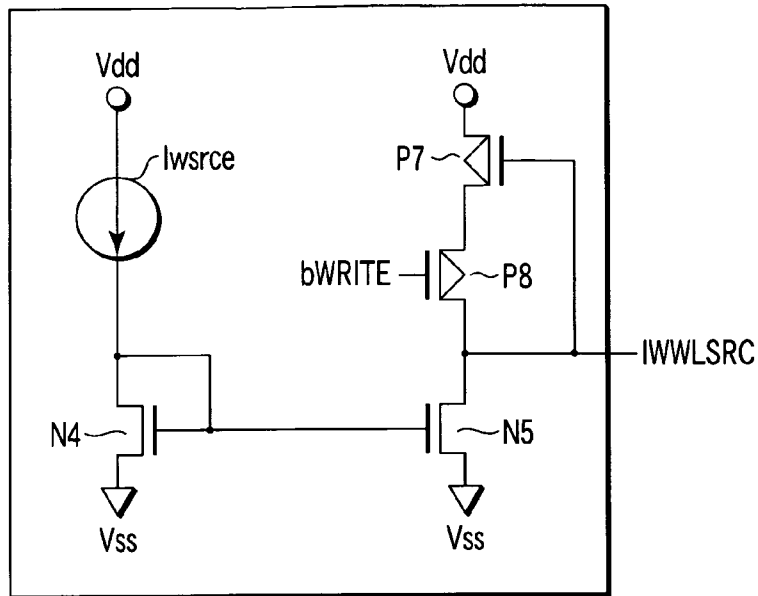 Vdd
Vdd
Iwsrce
P7
bWRITE
P8
IWWLSRC
N4
N5
Vss
Vss